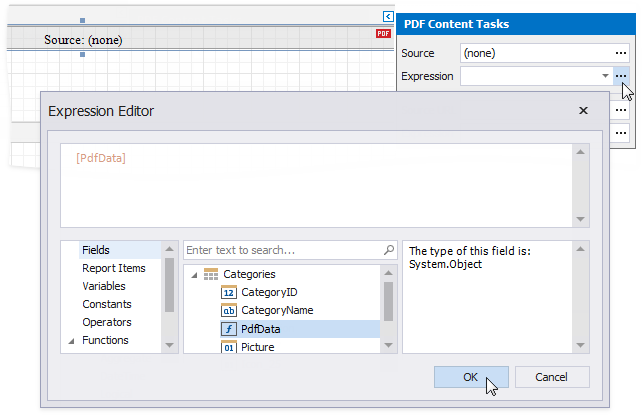 Source: (none)
PDF
PDF Content Tasks
Source (none) ...
Expression ...
Expression Editor
[PdfData]
Fields
Report Items
Variables
Constants
Operators
Functions
Enter text to search...
Categories
12 CategoryID
ab CategoryName
f PdfData
01 Picture
The type of this field is:
System.Object
OK
Cancel